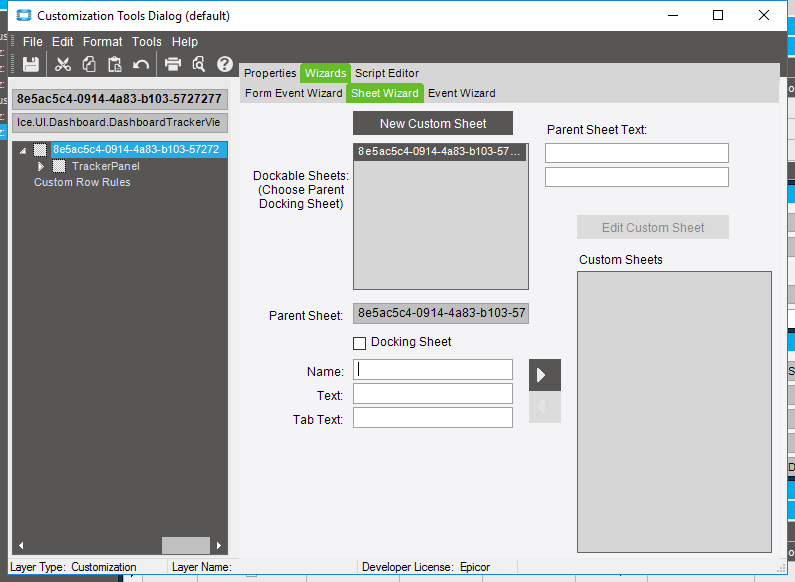 Customization Tools Dialog (default)
File Edit Format Tools Help
Properties Wizards Script Editor
Form Event Wizard Sheet Wizard Event Wizard
8e5ac5c4-0914-4a83-b103-5727277
Ice.UI.Dashboard.DashboardTrackerVie
8e5ac5c4-0914-4a83-b103-57272
TrackerPanel
Custom Row Rules
New Custom Sheet
Dockable Sheets:
(Choose Parent
Docking Sheet)
8e5ac5c4-0914-4a83-b103-57...
Parent Sheet Text:
Edit Custom Sheet
Custom Sheets
Parent Sheet: 8e5ac5c4-0914-4a83-b103-57
Docking Sheet
Name:
Text:
Tab Text:
Layer Type: Customization Layer Name: Developer License: Epicor